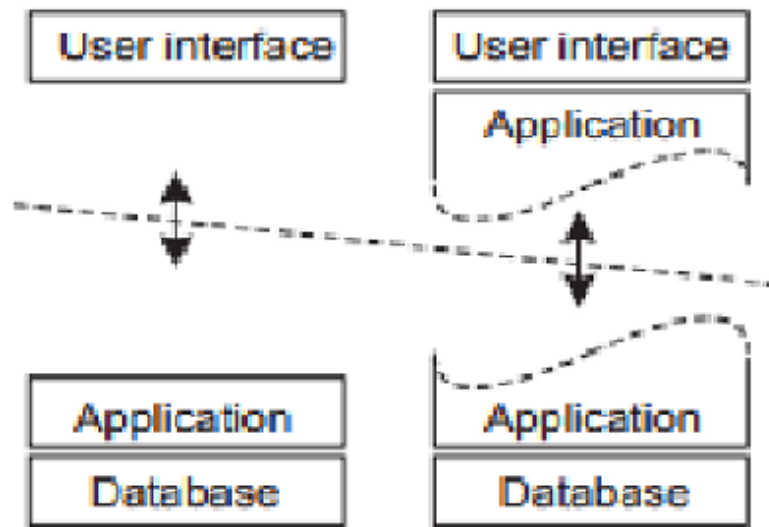 User interface
Application
Database
User interface
Application
Application
Database